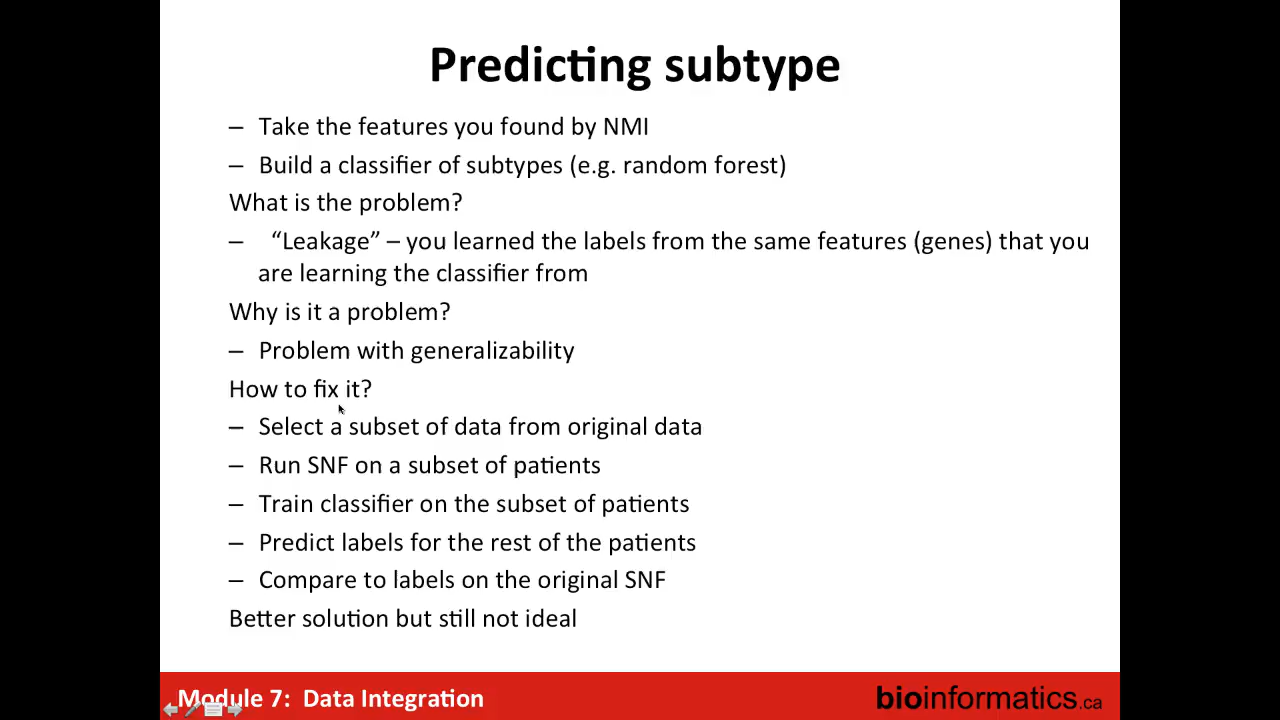 Predicting subtype
– Take the features you found by NMI
– Build a classifier of subtypes (e.g. random forest)
What is the problem?
– “Leakage” – you learned the labels from the same features (genes) that you
are learning the classifier from
Why is it a problem?
– Problem with generalizability
How to fix it?
– Select a subset of data from original data
– Run SNF on a subset of patients
– Train classifier on the subset of patients
– Predict labels for the rest of the patients
– Compare to labels on the original SNF
Better solution but still not ideal
Module 7: Data Integration
bioinformatics.ca